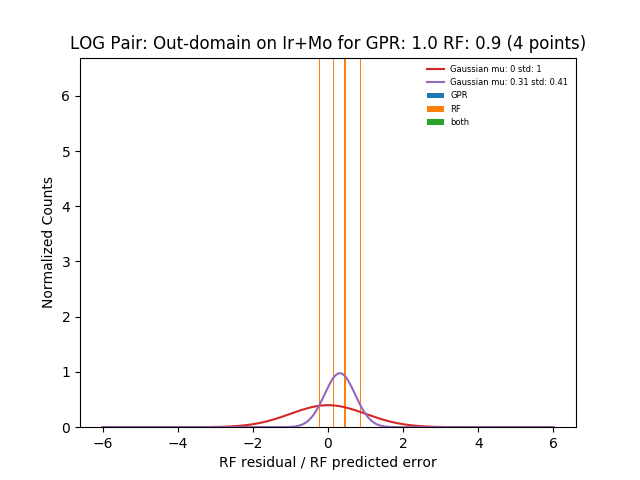 LOG Pair: Out-domain on Ir+Mo for GPR: 1.0 RF: 0.9 (4 points)
Gaussian mu: 0 std: 1
Gaussian mu: 0.31 std: 0.41
GPR
RF
both
Normalized Counts
6
5
4
3
2
1
0
−6 −4 −2 0 2 4 6
RF residual / RF predicted error